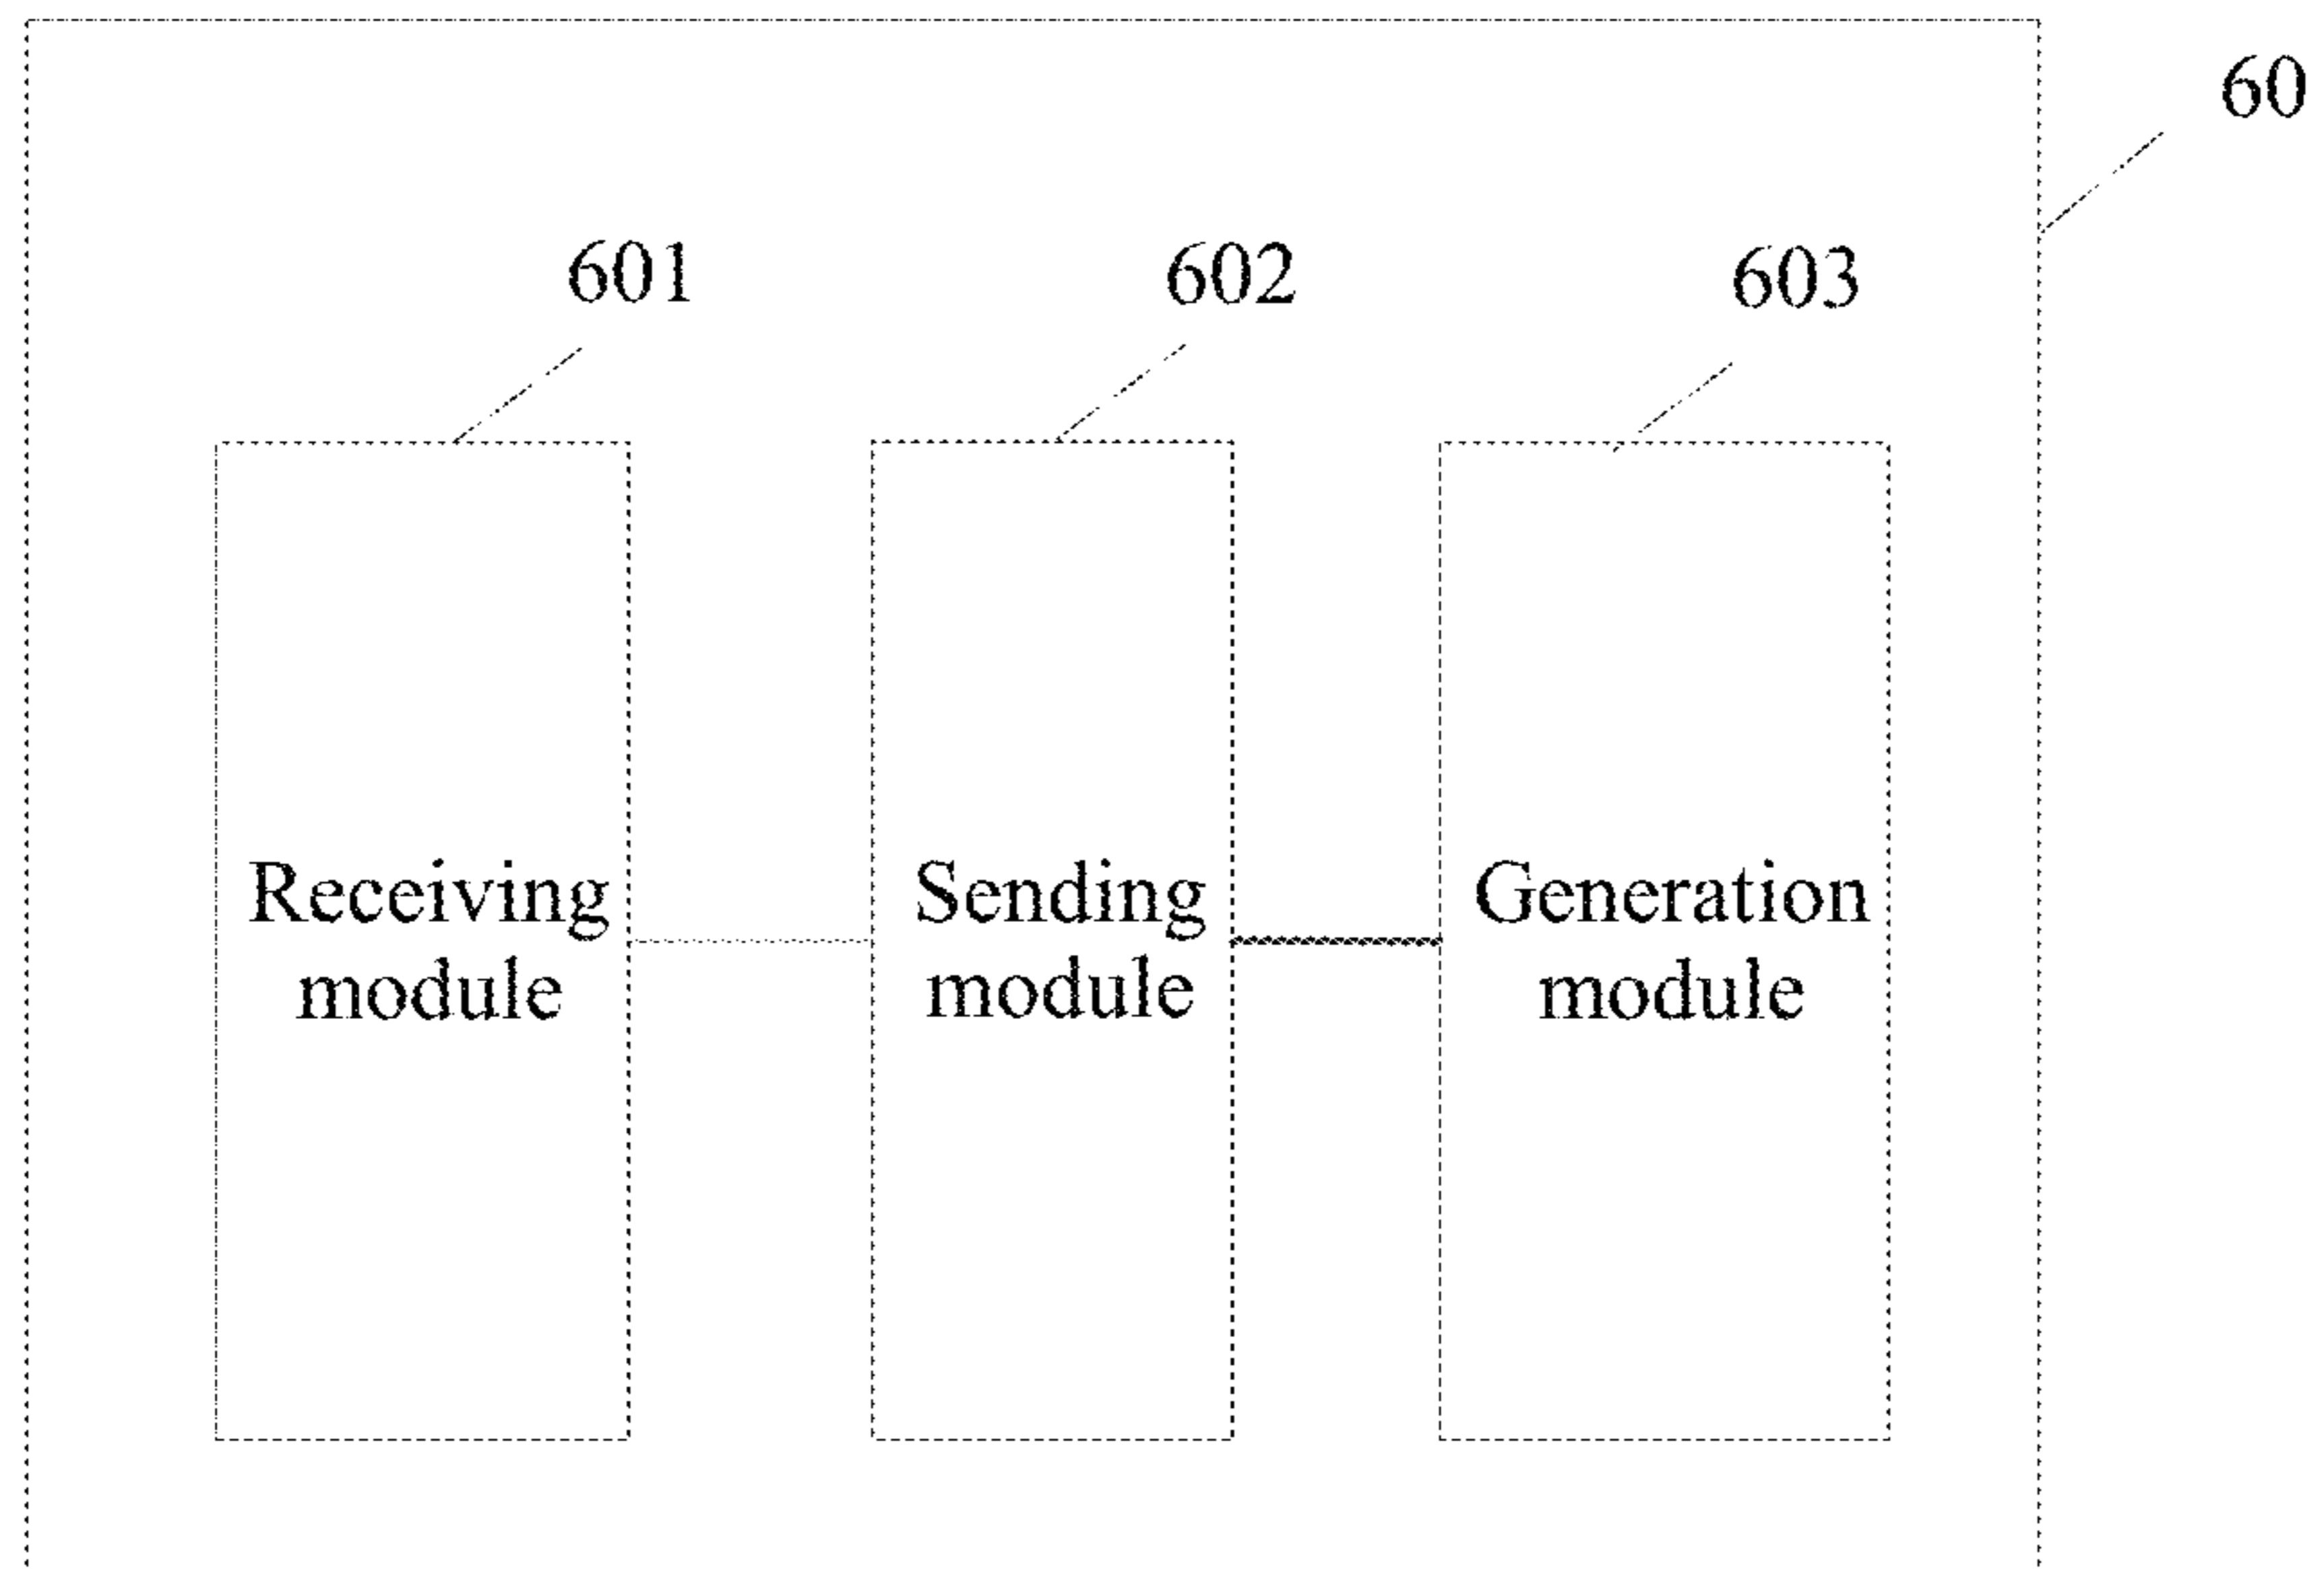 60
601
602
603
Receiving
module
Sending
module
Generation
module